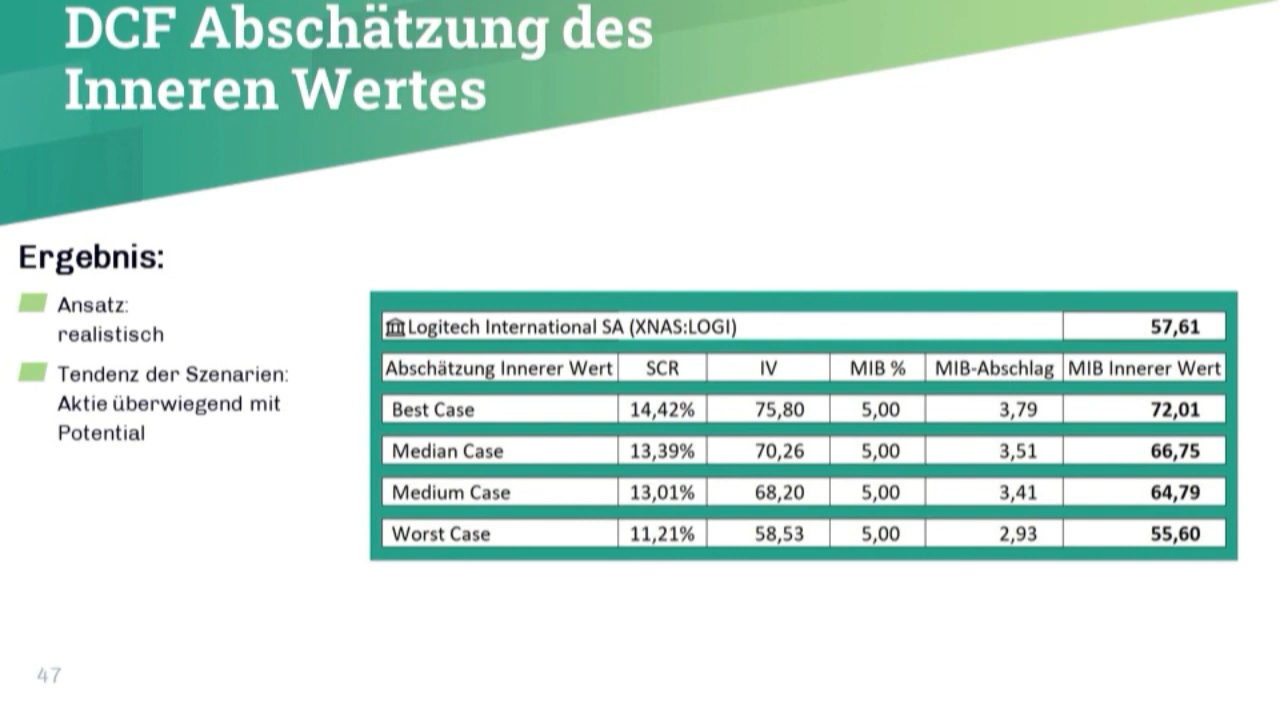 DCF Abschätzung des
Inneren Wertes
Ergebnis:
Ansatz:
realistisch
Tendenz der Szenarien:
Aktie überwiegend mit
Potential
Logitech International SA (XNAS:LOGI) 57,61
Abschätzung Innerer Wert SCR IV MIB % MIB-Abschlag MIB Innerer Wert
Best Case 14,42% 75,80 5,00 3,79 72,01
Median Case 13,39% 70,26 5,00 3,51 66,75
Medium Case 13,01% 68,20 5,00 3,41 64,79
Worst Case 11,21% 58,53 5,00 2,93 55,60
47